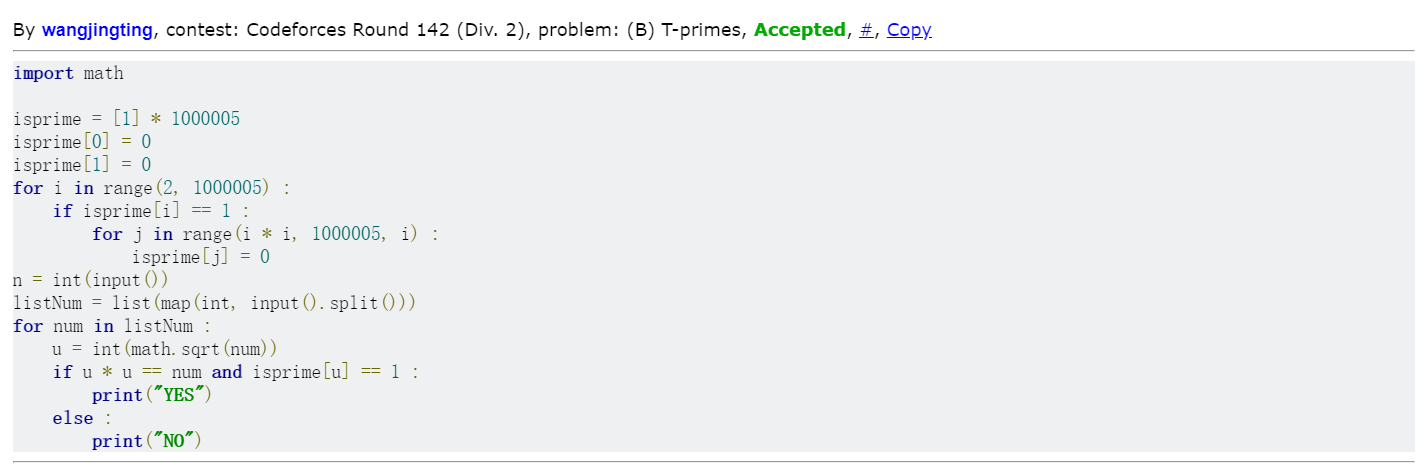 By wangjingting, contest: Codeforces Round 142 (Div. 2), problem: (B) T-primes, Accepted, #, Copy
import math
isprime = [1] * 1000005
isprime[0] = 0
isprime[1] = 0
for i in range(2, 1000005) :
    if isprime[i] == 1 :
        for j in range(i * i, 1000005, i) :
            isprime[j] = 0
n = int(input())
listNum = list(map(int, input().split()))
for num in listNum :
    u = int(math.sqrt(num))
    if u * u == num and isprime[u] == 1 :
        print("YES")
    else :
        print("NO")